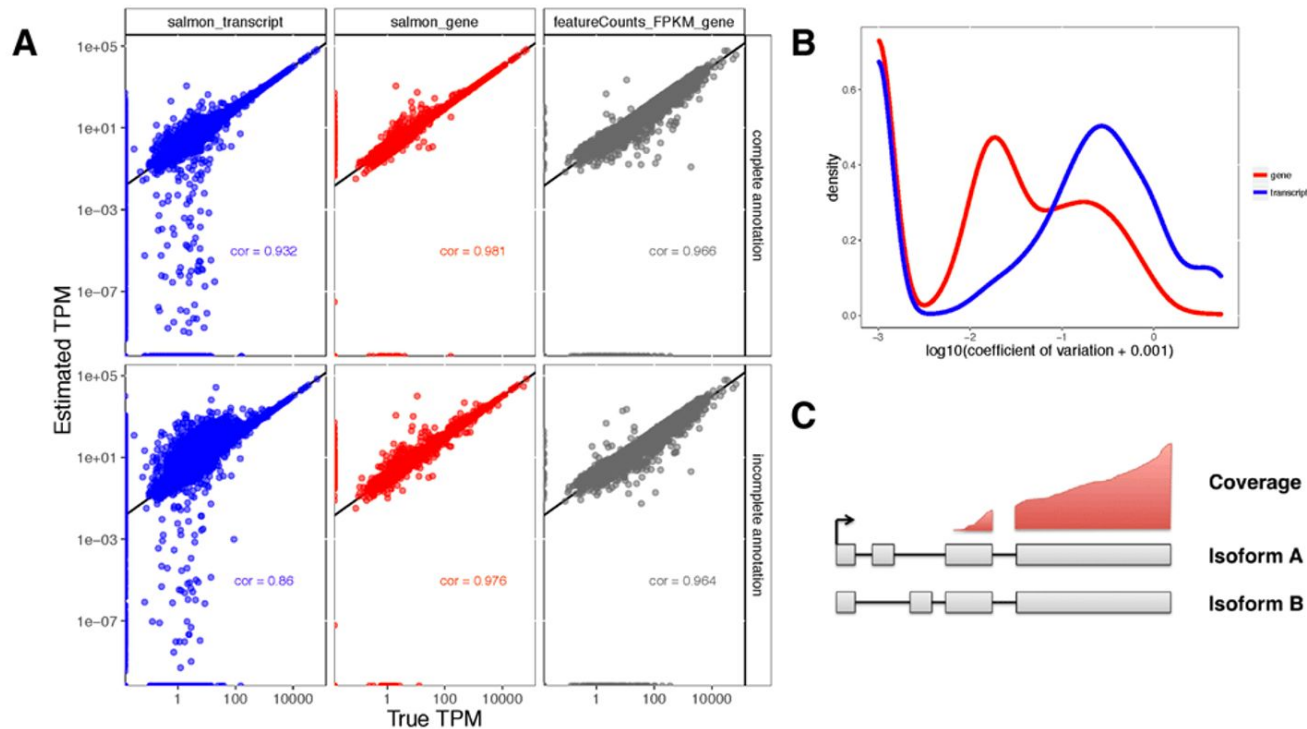 A
salmon_transcript
salmon_gene
featureCounts_FPKM_gene
1e+05
1e+01
1e−03
1e−07
cor = 0.932
cor = 0.981
cor = 0.966
complete annotation
Estimated TPM
1e+05
1e+01
1e−03
1e−07
cor = 0.86
cor = 0.976
cor = 0.964
incomplete annotation
1
100
10000
1
100
10000
1
100
10000
True TPM
B
density
0.6
0.4
0.2
0.0
−3
−2
−1
0
log10(coefficient of variation + 0.001)
gene
transcript
C
Coverage
Isoform A
Isoform B